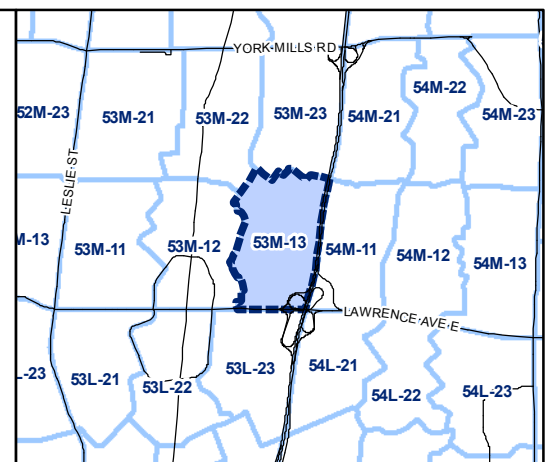 YORK MILLS RD
54M-22
52M-23
53M-21
53M-22
53M-23
54M-21
54M-23
LESLIE ST
M-13
53M-11
53M-12
53M-13
54M-11
54M-12
54M-13
LAWRENCE AVE E
L-23
53L-21
53L-22
53L-23
54L-21
54L-22
54L-23